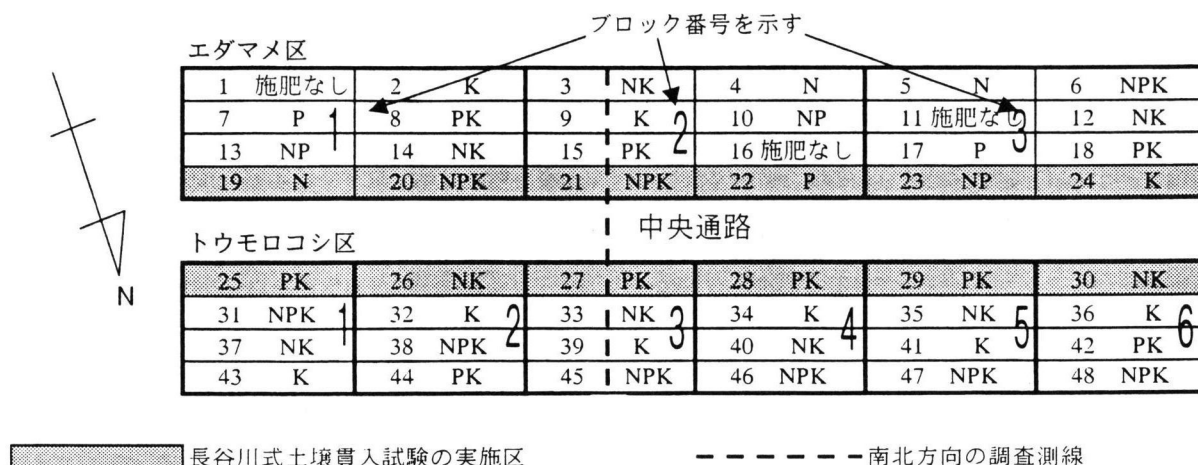 ブロック番号を示す
エダマメ区
1 施肥なし 2 K 3 NK 4 N 5 N 6 NPK
7 P 8 PK 9 K 10 NP 11 施肥なし 12 NK
13 NP 14 NK 15 PK 16 施肥なし 17 P 18 PK
1 2 3
19 N 20 NPK 21 NPK 22 P 23 NP 24 K
中央通路
トウモロコシ区
25 PK 26 NK 27 PK 28 PK 29 PK 30 NK
31 NPK 32 K 33 NK 34 K 35 NK 36 K
1 2 3 4 5 6
37 NK 38 NPK 39 K 40 NK 41 K 42 PK
43 K 44 PK 45 NPK 46 NPK 47 NPK 48 NPK
N
長谷川式土壌貫入試験の実施区
南北方向の調査測線